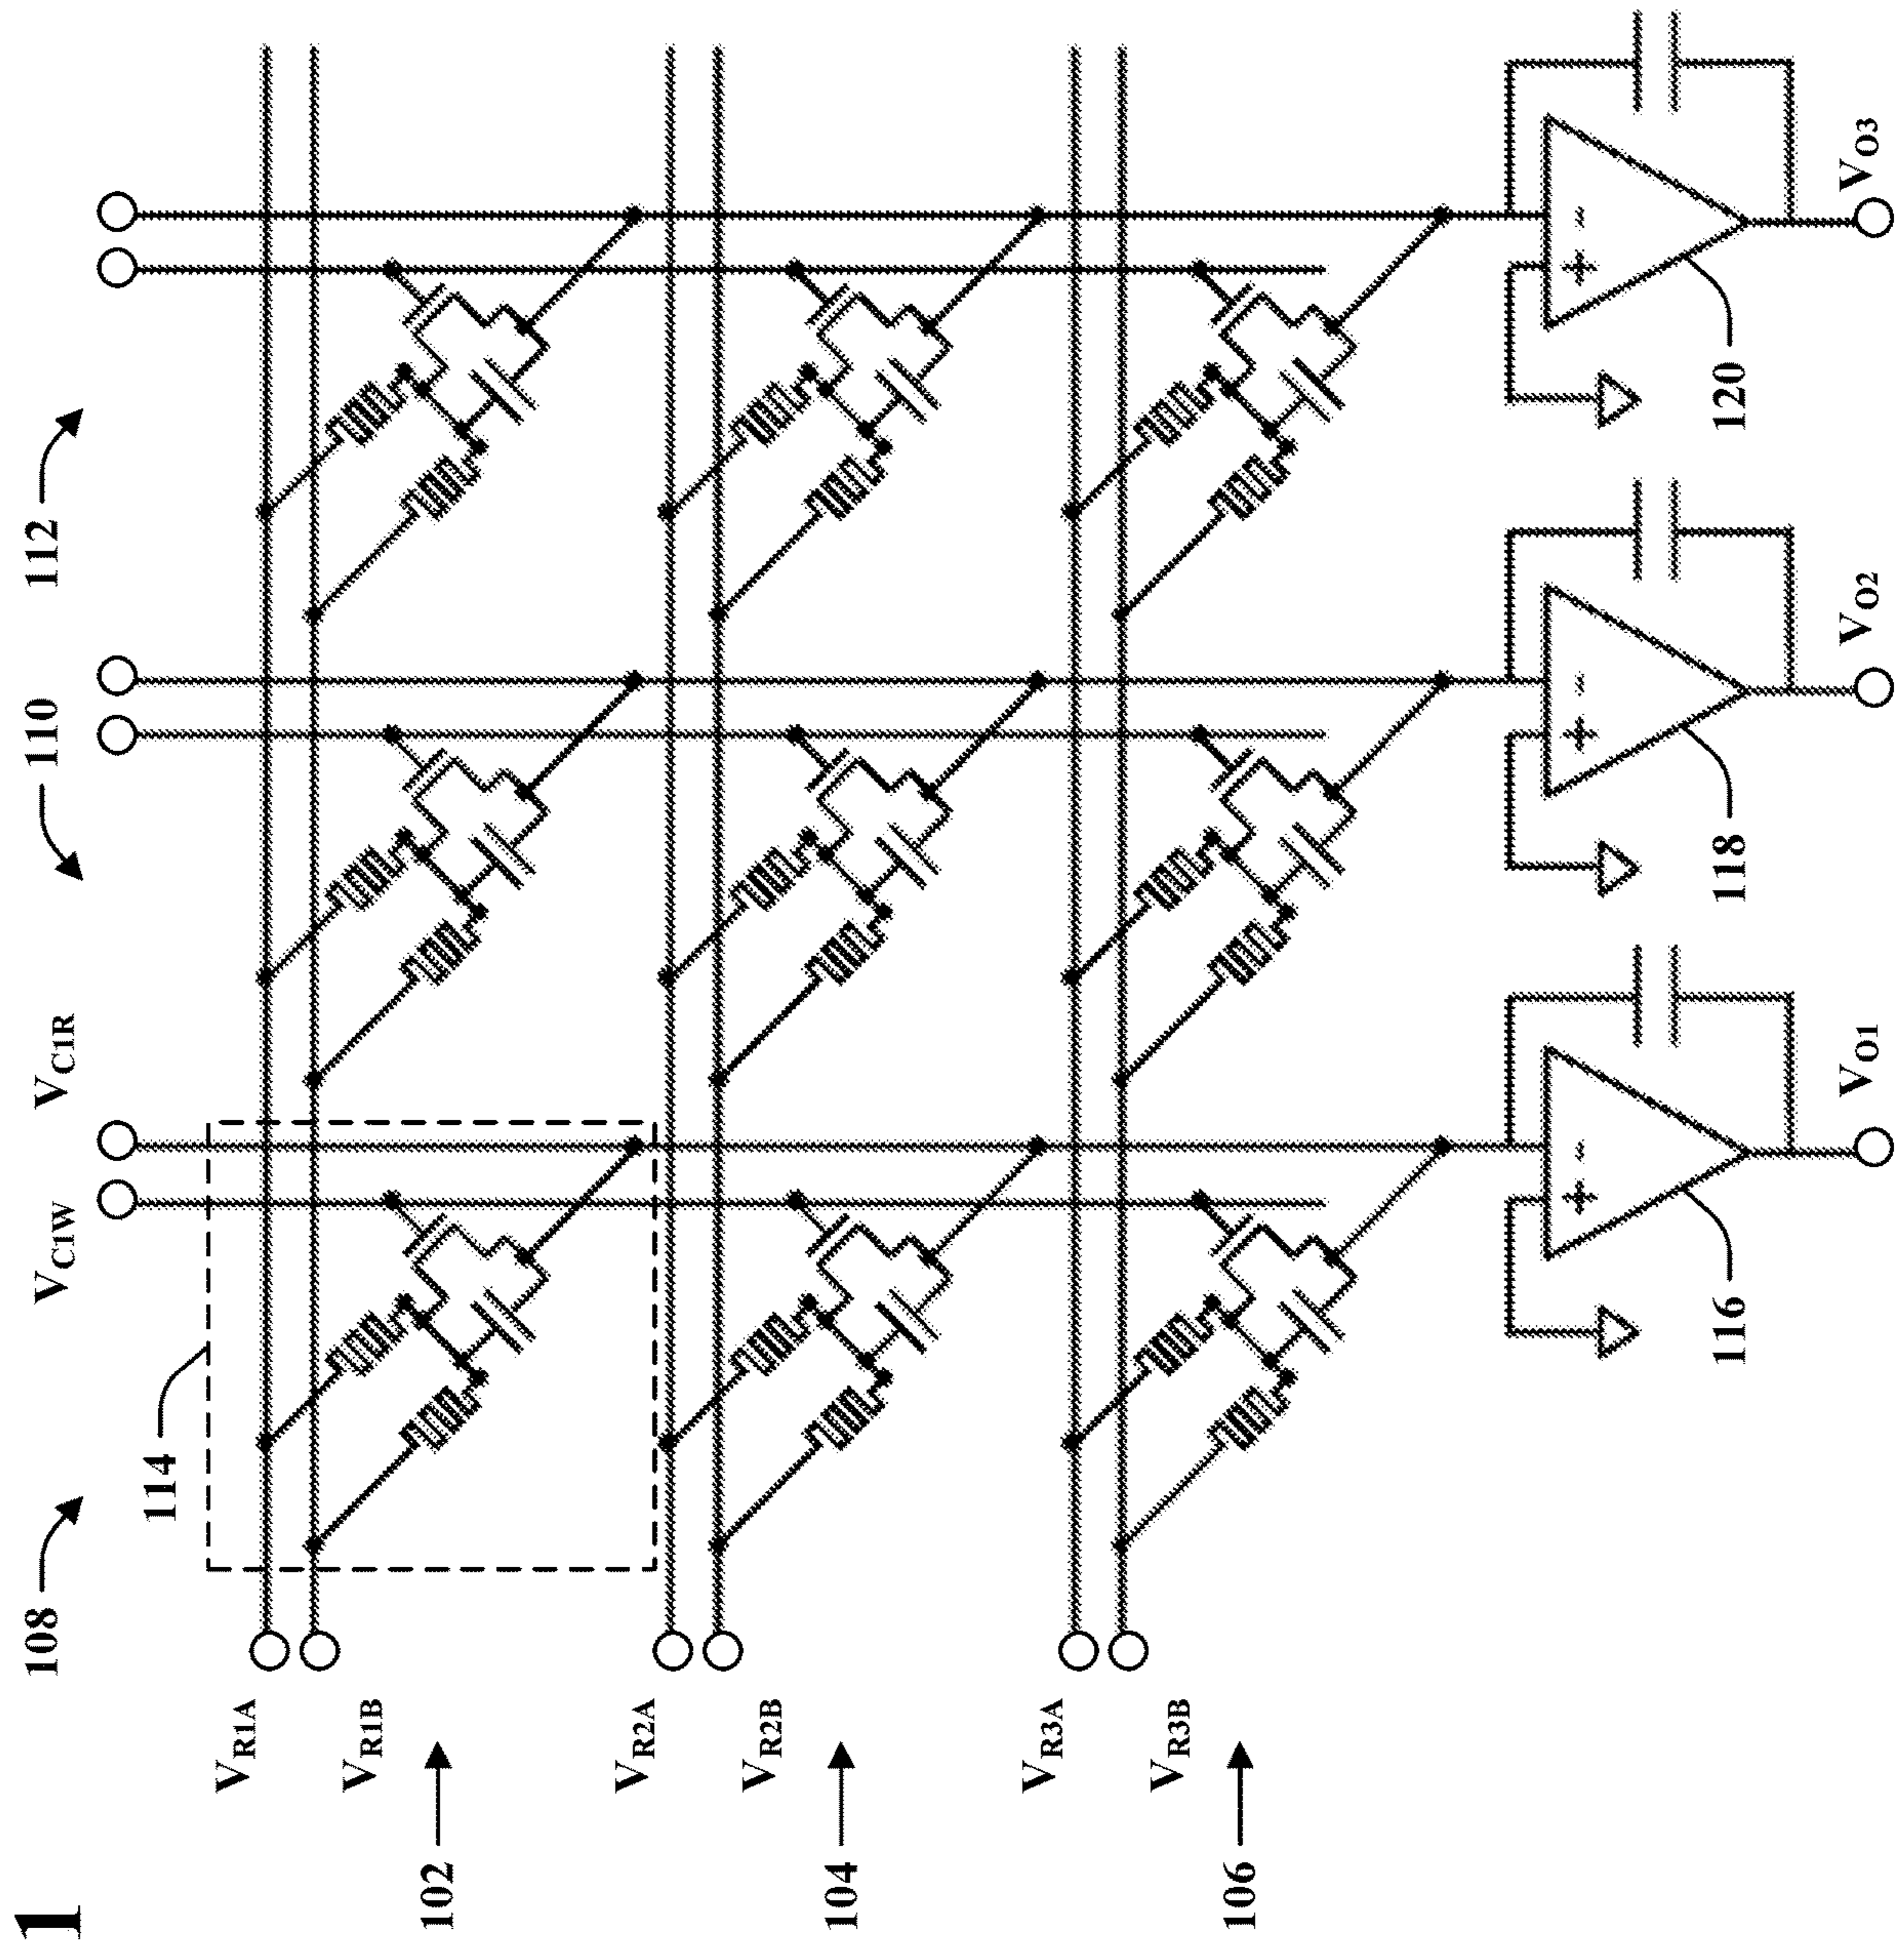 1
108
110
112
114
VC1W
VC1R
VR1A
VR1B
102
VR2A
VR2B
104
VR3A
VR3B
106
+ -
+ -
+ -
116
118
120
VO1
VO2
VO3